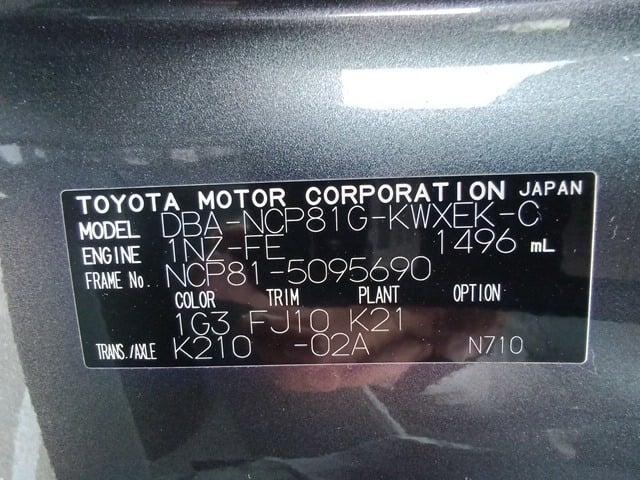 TOYOTA MOTOR CORPORATION JAPAN
MODEL DBA-NCP81G-KWXEK-C
ENGINE 1NZ-FE 1496 mL
FRAME No. NCP81-5095690
COLOR TRIM PLANT OPTION
1G3 FJ10 K21
TRANS./AXLE K210 -02A N710